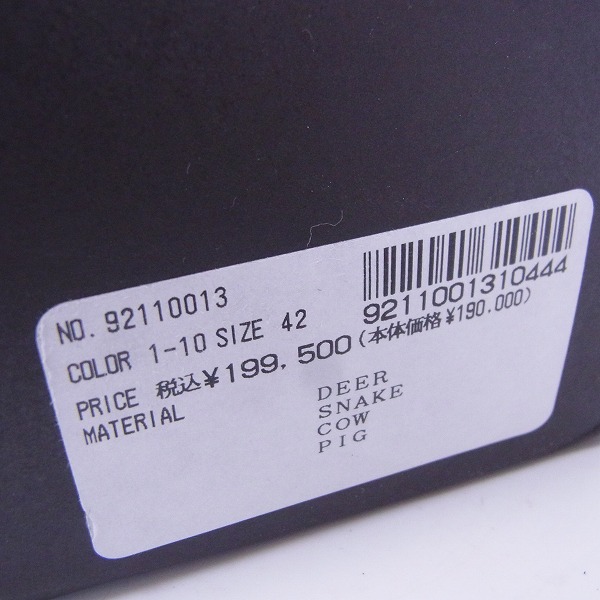 NO. 92110013
COLOR 1-10 SIZE 42
9211001310444
PRICE 税込¥199,500(本体価格¥190.000)
MATERIAL
DEER
SNAKE
COW
PIG